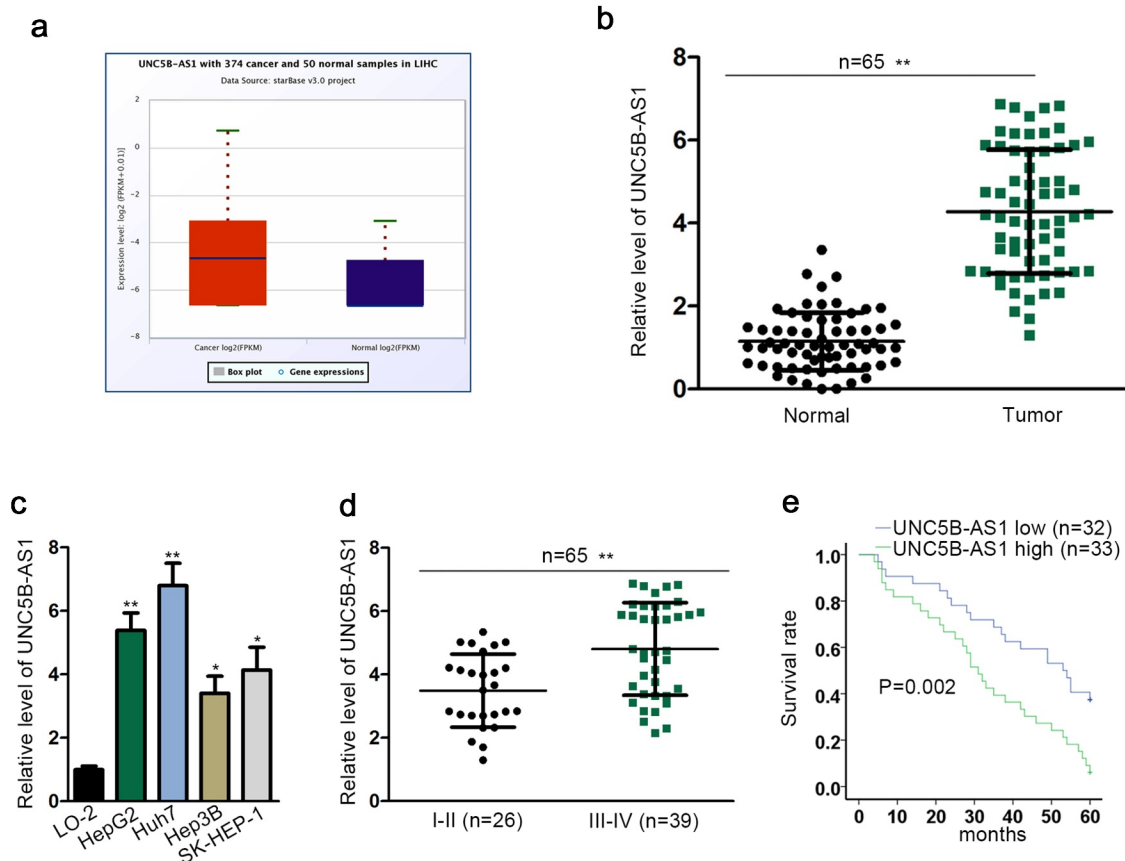 a
UNC5B-AS1 with 374 cancer and 50 normal samples in LIHC
Data Source: starBase v3.0 project
Expression level: log2 (FPKM+0.01)]
2
0
−2
−4
−6
−8
Cancer log2(FPKM)
Normal log2(FPKM)
Box plot
Gene expressions
b
Relative level of UNC5B-AS1
8
6
4
2
0
n=65 **
Normal
Tumor
c
Relative level of UNC5B-AS1
8
6
4
2
0
**
**
*
*
LO-2
HepG2
Huh7
Hep3B
SK-HEP-1
d
Relative level of UNC5B-AS1
8
6
4
2
0
n=65 **
I-II (n=26)
III-IV (n=39)
e
UNC5B-AS1 low (n=32)
UNC5B-AS1 high (n=33)
Survival rate
1.0
0.8
0.6
0.4
0.2
0.0
P=0.002
0 10 20 30 40 50 60
months